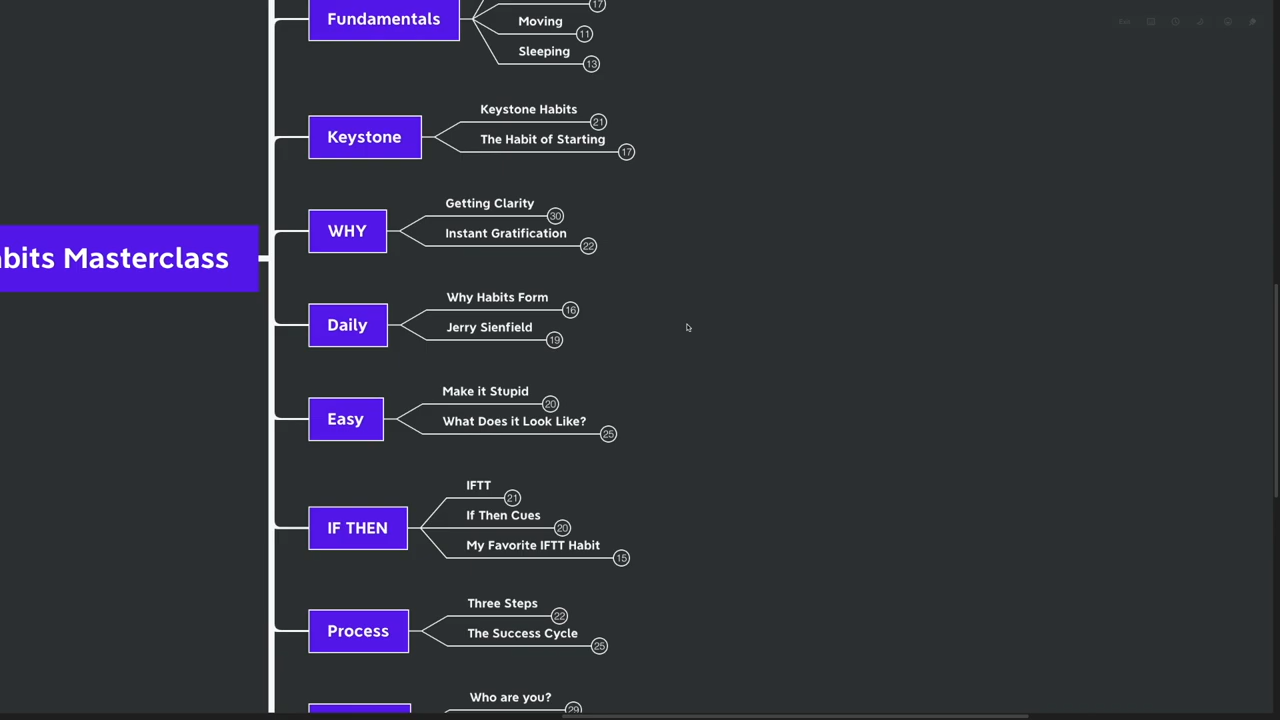 Fundamentals
17
Moving
11
Sleeping
13
Keystone
Keystone Habits
21
The Habit of Starting
17
WHY
Getting Clarity
30
Instant Gratification
22
bits Masterclass
Daily
Why Habits Form
16
Jerry Sienfield
19
Easy
Make it Stupid
20
What Does it Look Like?
25
IF THEN
IFTT
21
If Then Cues
20
My Favorite IFTT Habit
15
Process
Three Steps
22
The Success Cycle
25
Who are you?
29